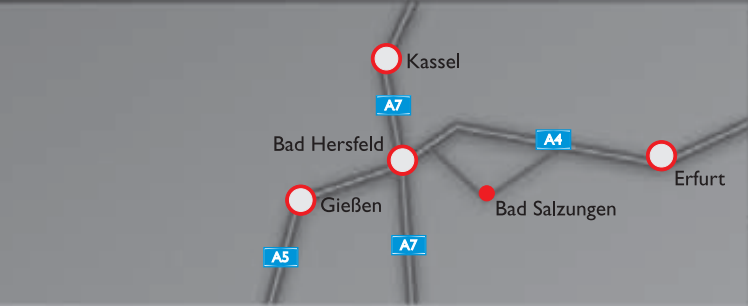 Kassel
A7
Bad Hersfeld
A4
Erfurt
Gießen
Bad Salzungen
A5
A7